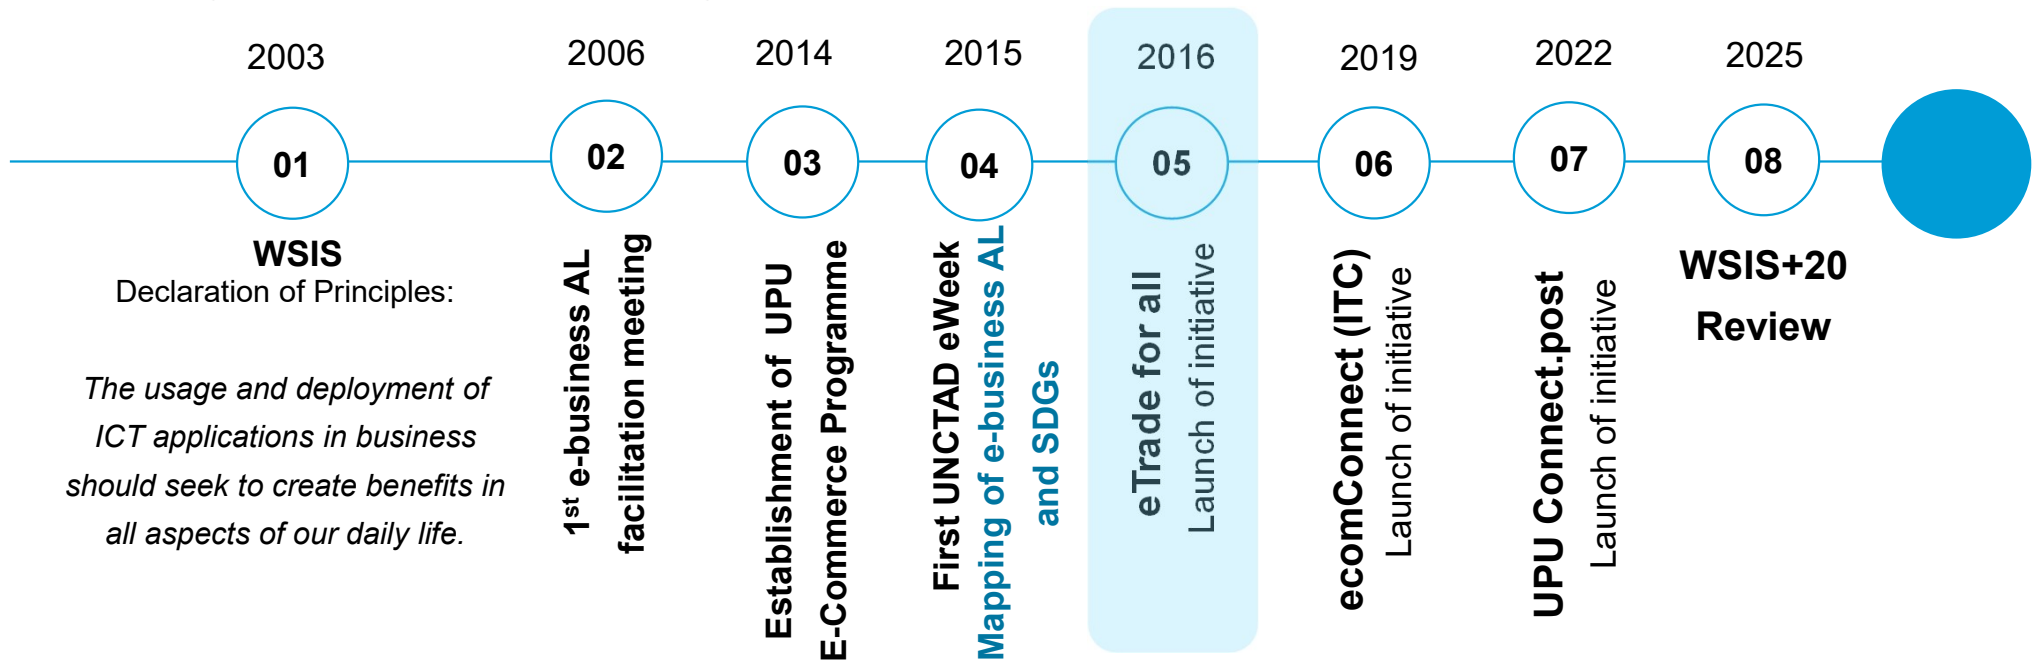 2003
01
WSIS
Declaration of Principles:
The usage and deployment of
ICT applications in business
should seek to create benefits in
all aspects of our daily life.
2006
02
1st e-business AL
facilitation meeting
2014
03
Establishment of UPU
E-Commerce Programme
2015
04
First UNCTAD eWeek
Mapping of e-business AL
and SDGs
2016
05
eTrade for all
Launch of initiative
2019
06
ecomConnect (ITC)
Launch of initiative
2022
07
UPU Connect.post
Launch of initiative
2025
08
WSIS+20
Review